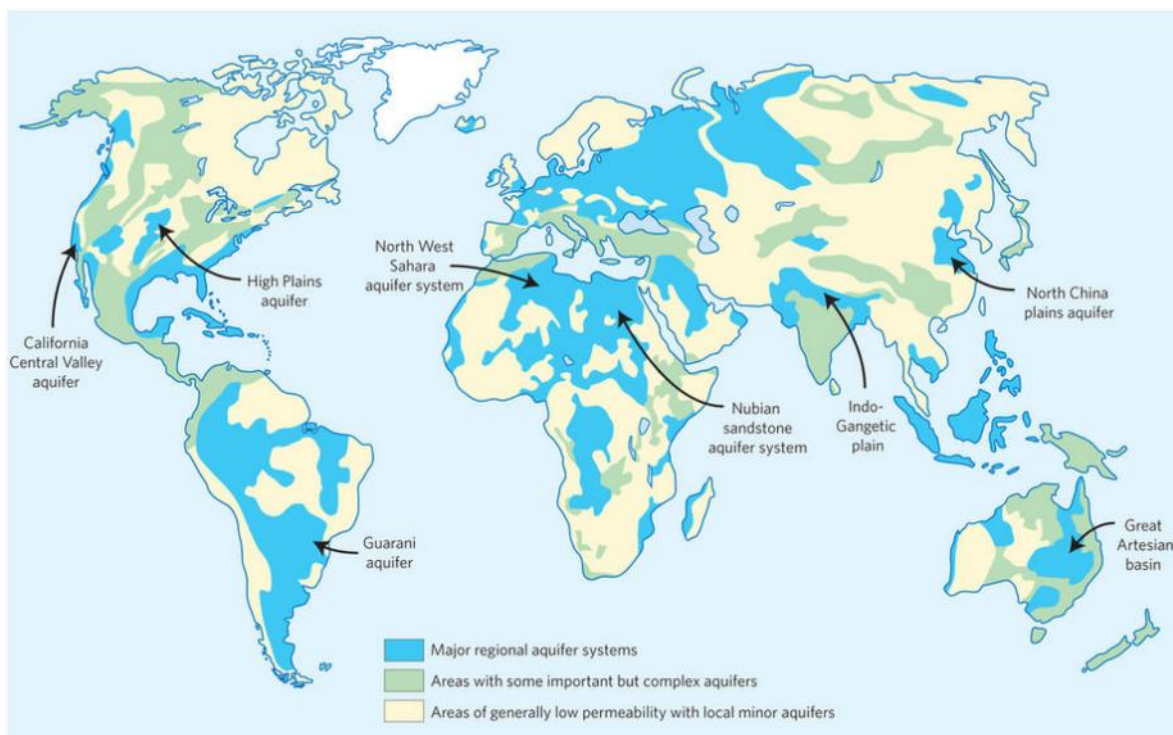 North West
Sahara
aquifer system
High Plains
aquifer
North China
plains aquifer
California
Central Valley
aquifer
Nubian
sandstone
aquifer system
Indo-
Gangetic
plain
Guarani
aquifer
Great
Artesian
basin
Major regional aquifer systems
Areas with some important but complex aquifers
Areas of generally low permeability with local minor aquifers